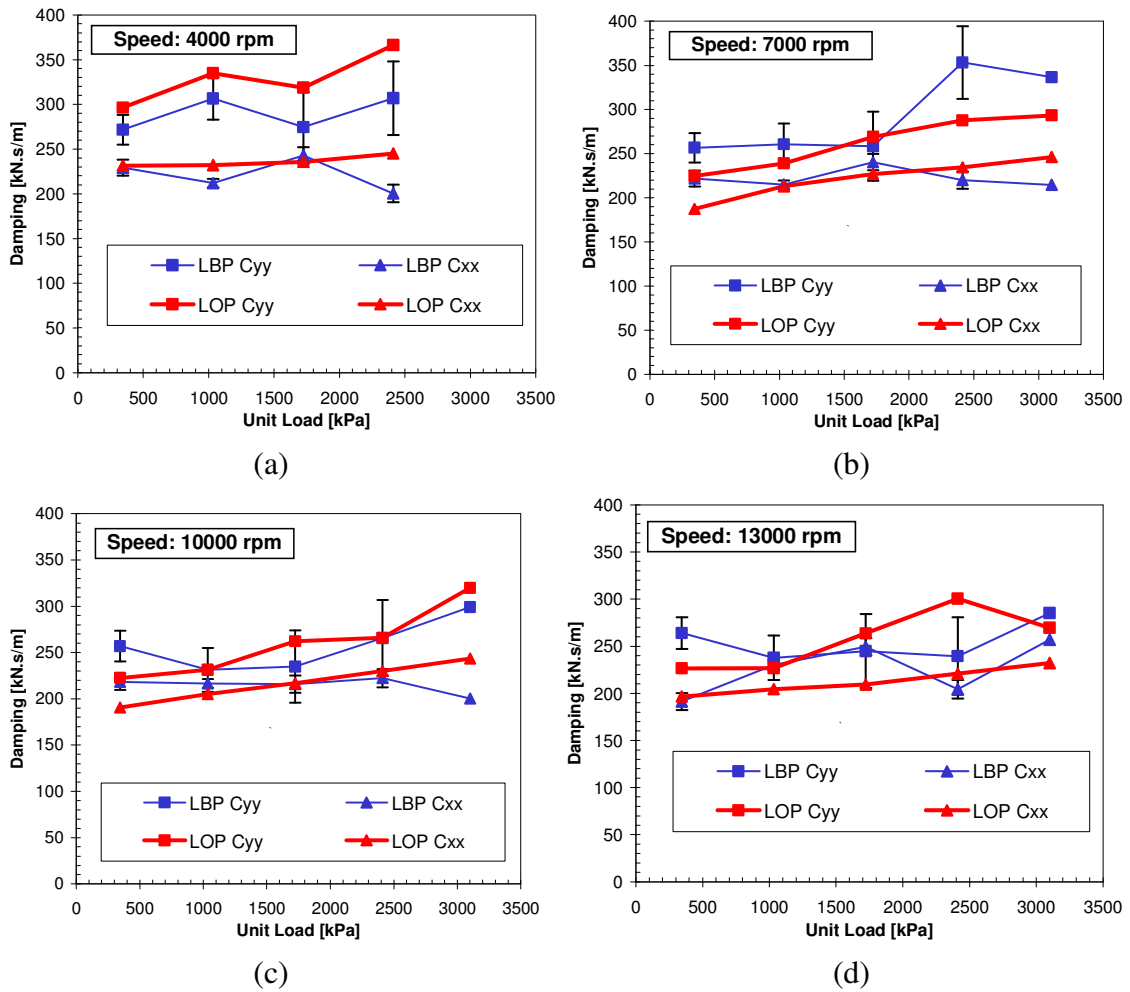 Speed: 4000 rpm
400
350
300
250
200
150
100
50
0
Damping [kN.s/m]
LBP Cyy LBP Cxx
LOP Cyy LOP Cxx
0 500 1000 1500 2000 2500 3000 3500
Unit Load [kPa]
(a)
Speed: 7000 rpm
400
350
300
250
200
150
100
50
0
Damping [kN.s/m]
LBP Cyy LBP Cxx
LOP Cyy LOP Cxx
0 500 1000 1500 2000 2500 3000 3500
Unit Load [kPa]
(b)
Speed: 10000 rpm
400
350
300
250
200
150
100
50
0
Damping [kN.s/m]
LBP Cyy LBP Cxx
LOP Cyy LOP Cxx
0 500 1000 1500 2000 2500 3000 3500
Unit Load [kPa]
(c)
Speed: 13000 rpm
400
350
300
250
200
150
100
50
0
Damping [kN.s/m]
LBP Cyy LBP Cxx
LOP Cyy LOP Cxx
0 500 1000 1500 2000 2500 3000 3500
Unit Load [kPa]
(d)